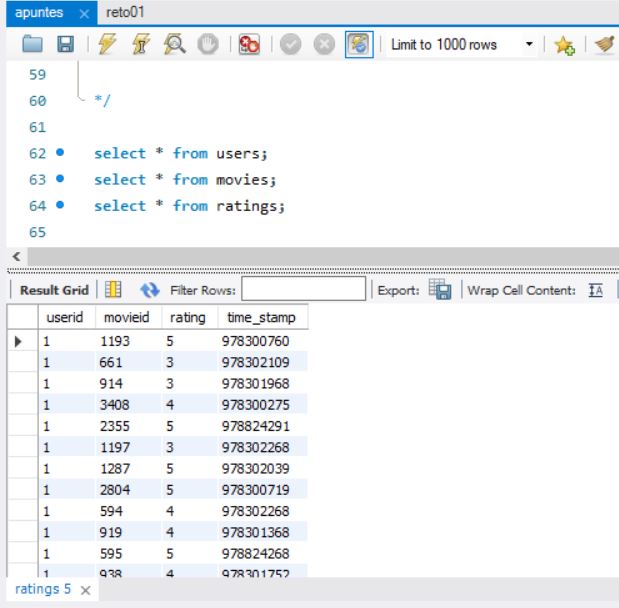 apuntes × reto01
Limit to 1000 rows
59
60 */
61
62 select * from users;
63 select * from movies;
64 select * from ratings;
65
Result Grid Filter Rows: Export: Wrap Cell Content: IA
userid movieid rating time_stamp
1 1193 5 978300760
1 661 3 978302109
1 914 3 978301968
1 3408 4 978300275
1 2355 5 978824291
1 1197 3 978302268
1 1287 5 978302039
1 2804 5 978300719
1 594 4 978302268
1 919 4 978301368
1 595 5 978824268
1 938 4 978301752
ratings 5 ×